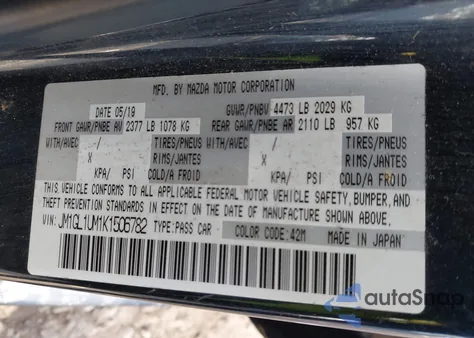 MFD. BY MAZDA MOTOR CORPORATION
DATE 05/19 GVWR/PNBV 4473 LB 2029 KG
FRONT GAWR/PNBE AV 2377 LB 1078 KG REAR GAWR/PNBE AR 2110 LB 957 KG
WITH/AVEC / TIRES/PNEUS WITH/AVEC / TIRES/PNEUS
X RIMS/JANTES X RIMS/JANTES
KPA/ PSI COLD/A FROID KPA/ PSI COLD/A FROID
THIS VEHICLE CONFORMS TO ALL APPLICABLE FEDERAL MOTOR VEHICLE SAFETY, BUMPER, AND
THEFT PREVENTION STANDARDS IN EFFECT ON THE DATE OF MANUFACTURE SHOWN ABOVE.
VIN: JM1GL1UM1K1506782 TYPE:PASS CAR COLOR CODE:42M MADE IN JAPAN
autoSnap